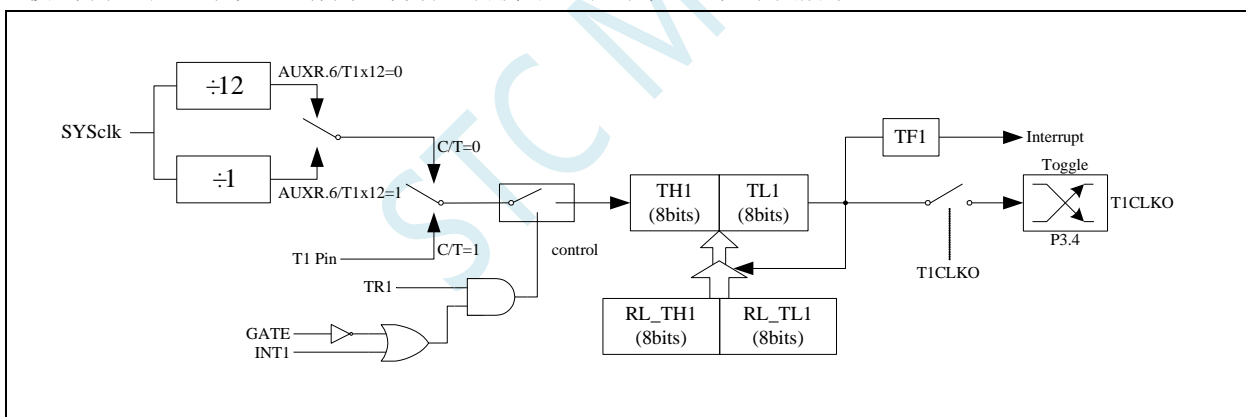 ÷12
AUXR.6/T1x12=0
SYSclk
÷1
AUXR.6/T1x12=1
C/T=0
C/T=1
T1 Pin
control
TR1
GATE
INT1
TH1
(8bits)
TL1
(8bits)
RL_TH1
(8bits)
RL_TL1
(8bits)
TF1
Interrupt
Toggle
T1CLKO
P3.4
T1CLKO
STC M